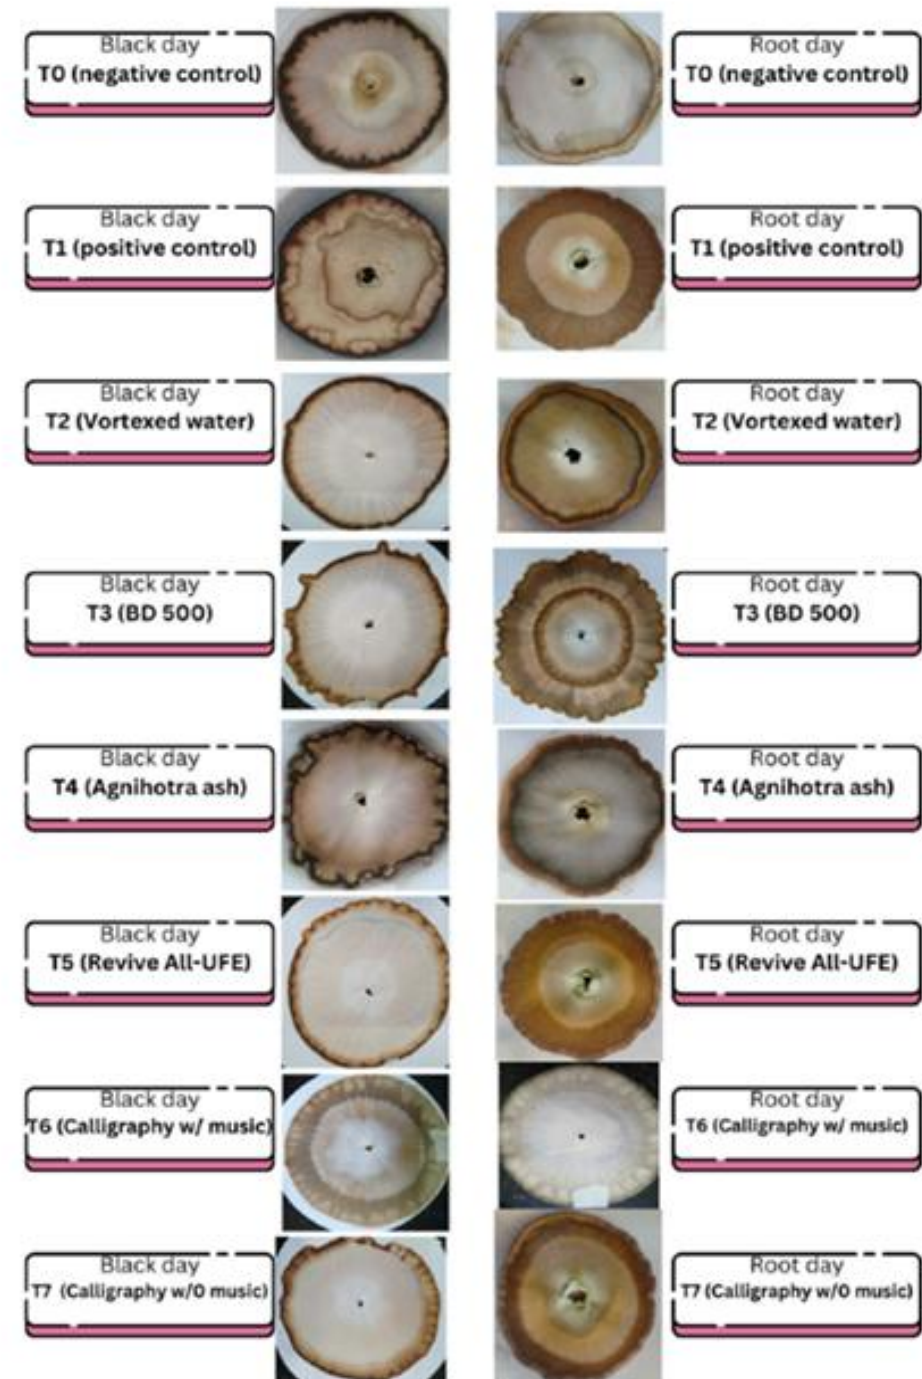 Black day
T0 (negative control)
Root day
T0 (negative control)
Black day
T1 (positive control)
Root day
T1 (positive control)
Black day
T2 (Vortexed water)
Root day
T2 (Vortexed water)
Black day
T3 (BD 500)
Root day
T3 (BD 500)
Black day
T4 (Agnihotra ash)
Root day
T4 (Agnihotra ash)
Black day
T5 (Revive All-UFE)
Root day
T5 (Revive All-UFE)
Black day
T6 (Calligraphy w/ music)
Root day
T6 (Calligraphy w/ music)
Black day
T7 (Calligraphy w/0 music)
Root day
T7 (Calligraphy w/0 music)